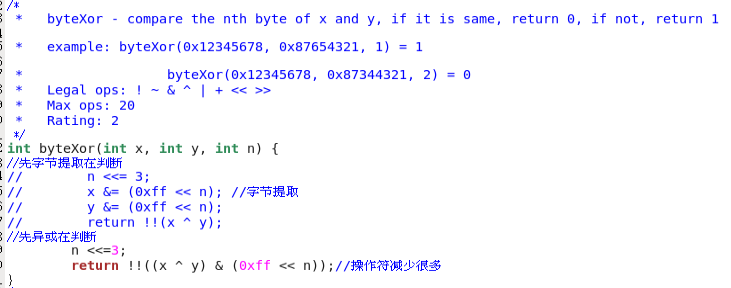 /*
 *   byteXor - compare the nth byte of x and y, if it is same, return 0, if not, return 1
 *   example: byteXor(0x12345678, 0x87654321, 1) = 1
 *                  byteXor(0x12345678, 0x87344321, 2) = 0
 *   Legal ops: ! ~ & ^ | + << >>
 *   Max ops: 20
 *   Rating: 2
 */
int byteXor(int x, int y, int n) {
//先字节提取在判断
//        n <<= 3;
//        x &= (0xff << n); //字节提取
//        y &= (0xff << n);
//        return !!(x ^ y);
//先异或在判断
        n <<=3;
        return !!((x ^ y) & (0xff << n));//操作符减少很多
}